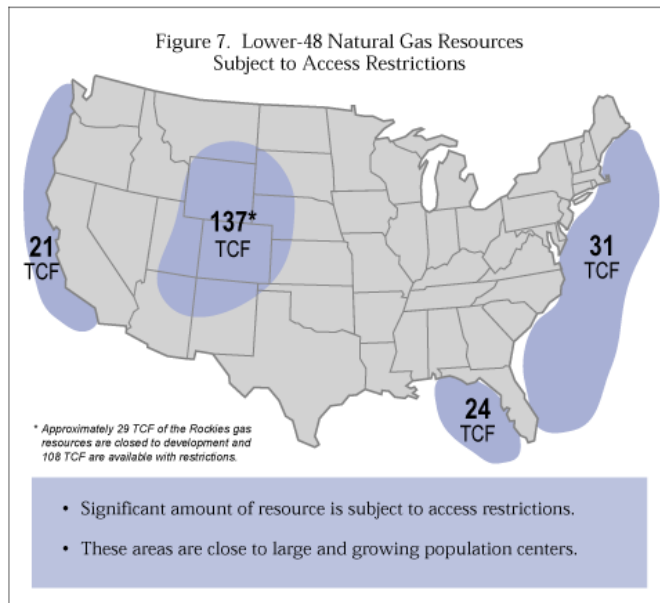 Figure 7. Lower-48 Natural Gas Resources
Subject to Access Restrictions
137*
TCF
21
TCF
31
TCF
24
TCF
* Approximately 29 TCF of the Rockies gas
resources are closed to development and
108 TCF are available with restrictions.
• Significant amount of resource is subject to access restrictions.
• These areas are close to large and growing population centers.